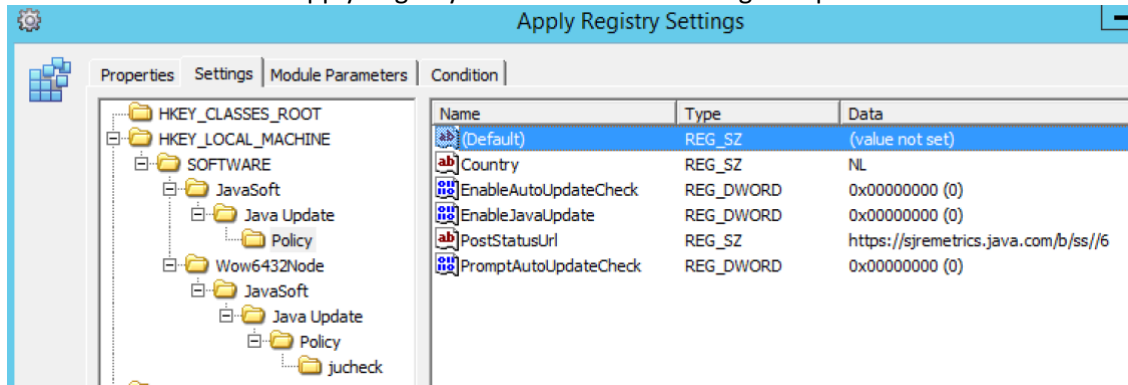 Apply Registry Settings
Properties Settings Module Parameters Condition
HKEY_CLASSES_ROOT
HKEY_LOCAL_MACHINE
SOFTWARE
JavaSoft
Java Update
Policy
Wow6432Node
JavaSoft
Java Update
Policy
jucheck
Name Type Data
(Default) REG_SZ (value not set)
Country REG_SZ NL
EnableAutoUpdateCheck REG_DWORD 0x00000000 (0)
EnableJavaUpdate REG_DWORD 0x00000000 (0)
PostStatusUrl REG_SZ https://sjremetrics.java.com/b/ss//6
PromptAutoUpdateCheck REG_DWORD 0x00000000 (0)